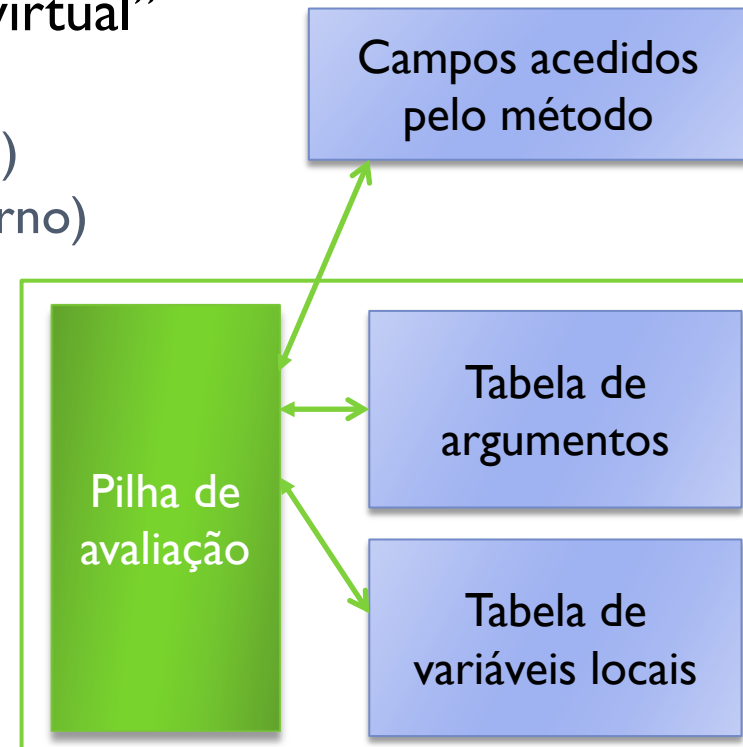 virtual”
Campos acedidos
pelo método
)
rno)
Tabela de
argumentos
Pilha de
avaliação
Tabela de
variáveis locais